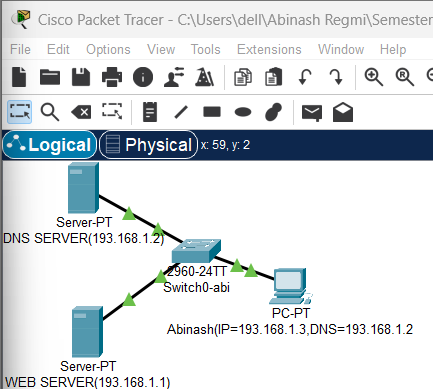 Cisco Packet Tracer - C:\Users\dell\Abinash Regmi\Semester
File Edit Options View Tools Extensions Window Help
Logical Physical x: 59, y: 2
Server-PT
DNS SERVER(193.168.1.2)
2960-24TT
Switch0-abi
PC-PT
Abinash(IP=193.168.1.3,DNS=193.168.1.2
Server-PT
WEB SERVER(193.168.1.1)